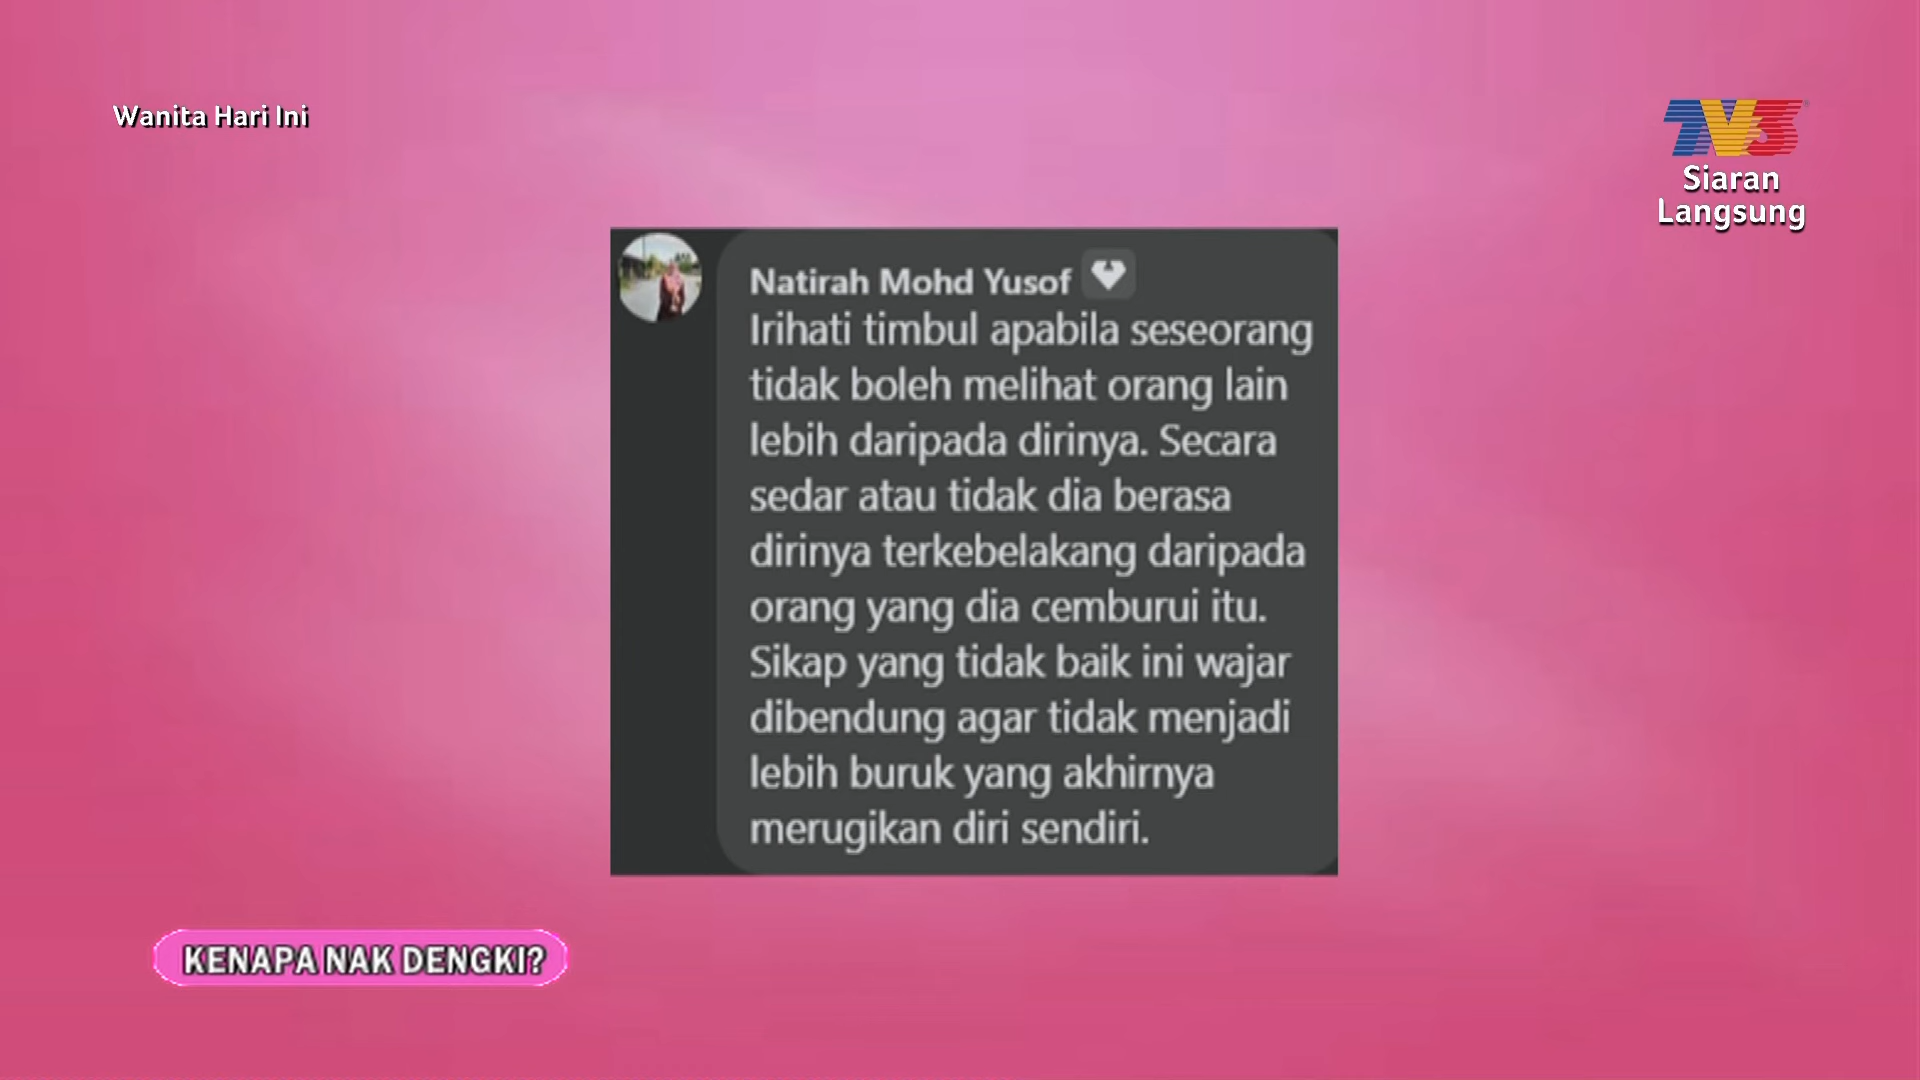 Wanita Hari Ini
TV3
Siaran
Langsung
Natirah Mohd Yusof
Irihati timbul apabila seseorang
tidak boleh melihat orang lain
lebih daripada dirinya. Secara
sedar atau tidak dia berasa
dirinya terkebelakang daripada
orang yang dia cemburui itu.
Sikap yang tidak baik ini wajar
dibendung agar tidak menjadi
lebih buruk yang akhirnya
merugikan diri sendiri.
KENAPA NAK DENGKI?